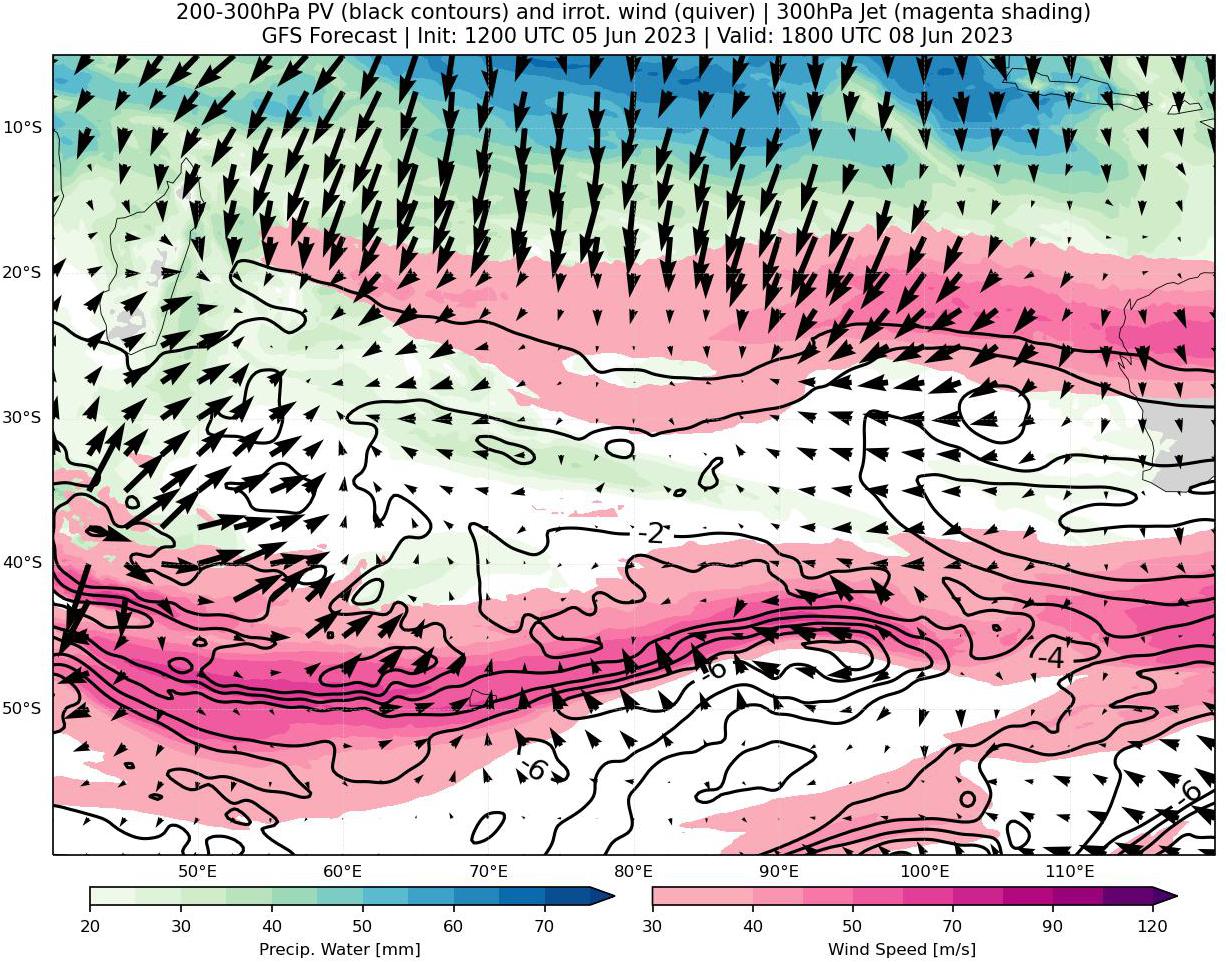 200-300hPa PV (black contours) and irrot. wind (quiver) | 300hPa Jet (magenta shading)
GFS Forecast | Init: 1200 UTC 05 Jun 2023 | Valid: 1800 UTC 08 Jun 2023
10°S
20°S
30°S
40°S
50°S
-2
-4
-6
-6
-6
50°E 60°E 70°E 80°E 90°E 100°E 110°E
20 30 40 50 60 70
Precip. Water [mm]
30 40 50 70 90 120
Wind Speed [m/s]